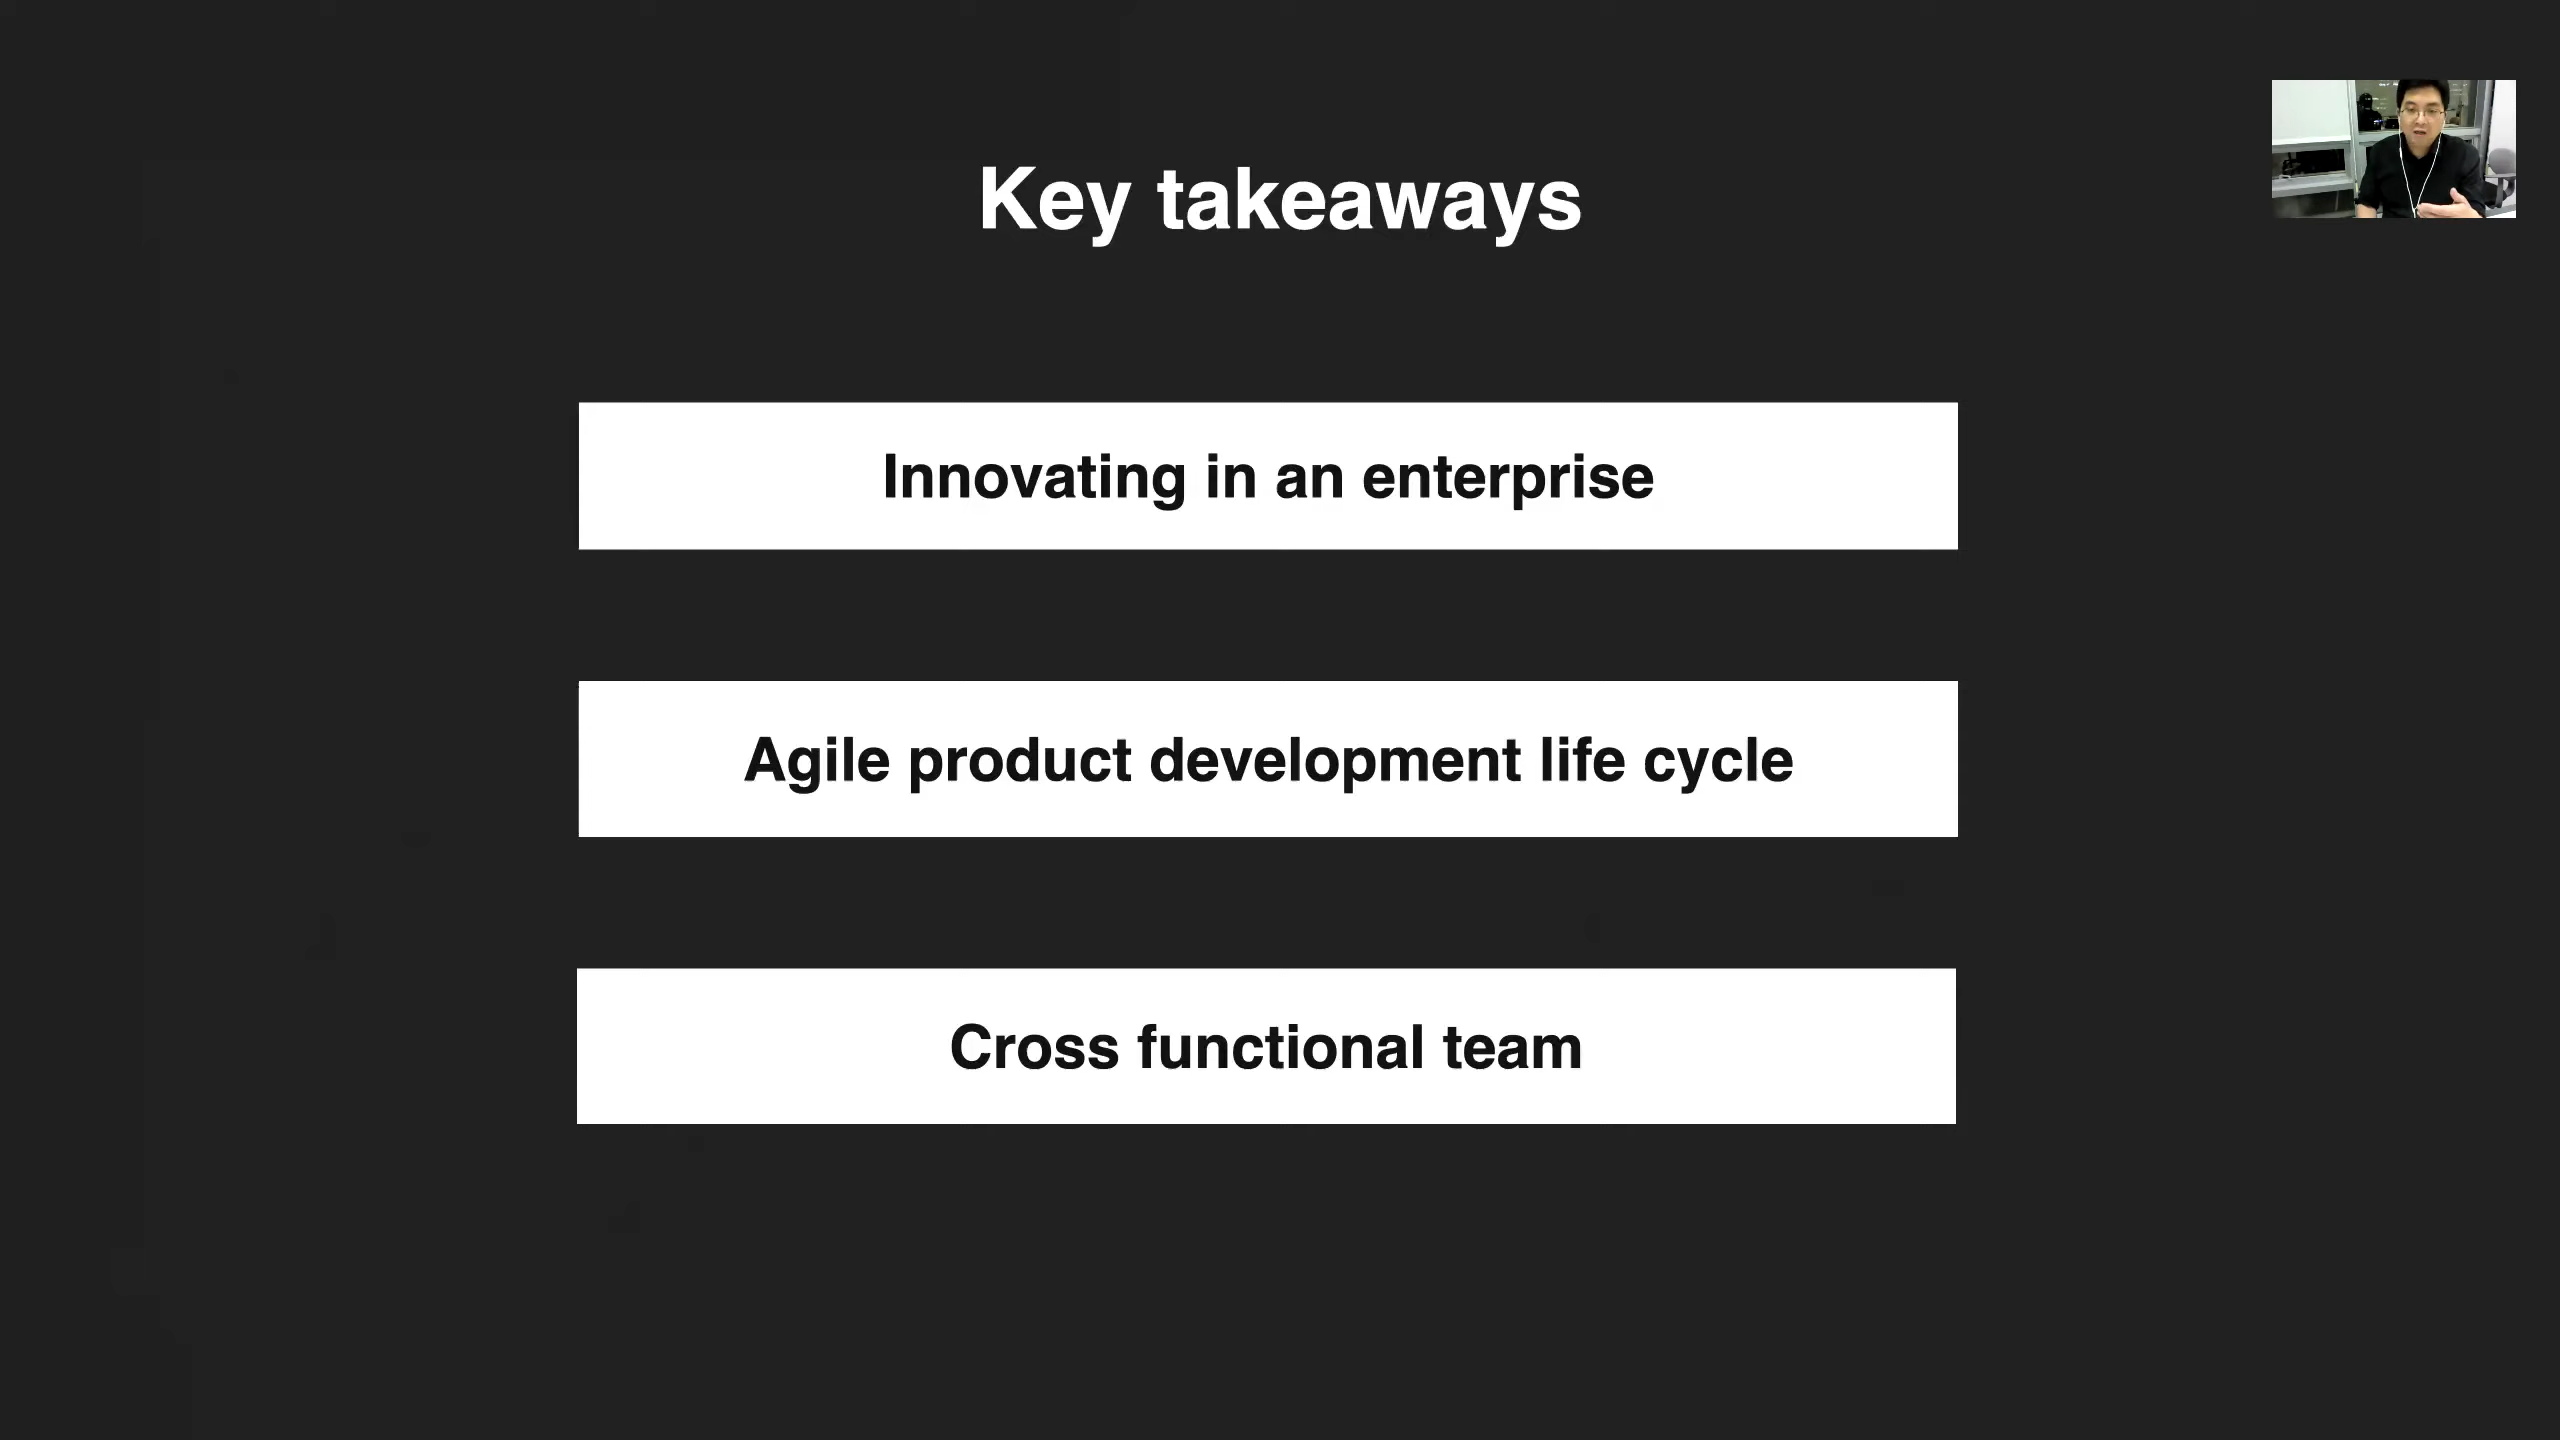 Key takeaways
Innovating in an enterprise
Agile product development life cycle
Cross functional team